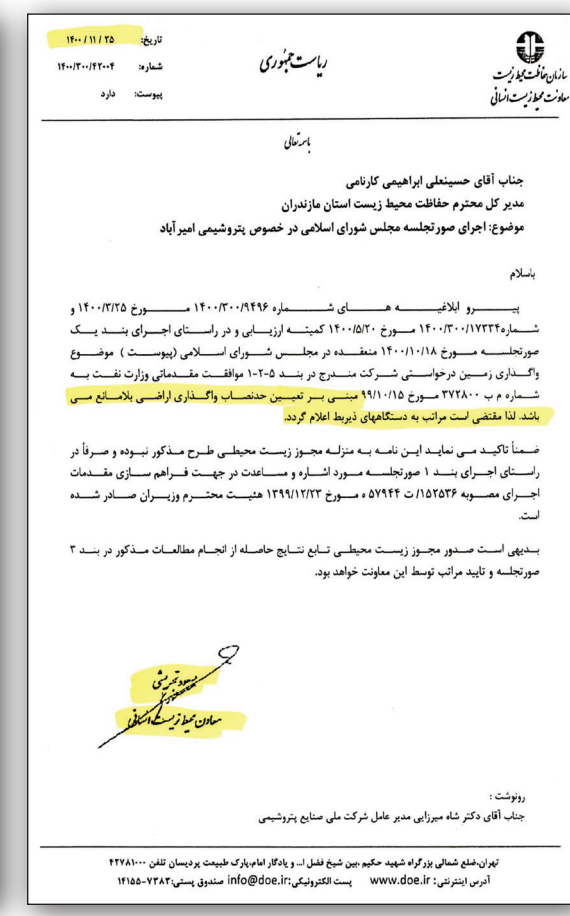 تاریخ: ۱۴۰۰/۱۱/۲۵
شماره: ۱۴۰۰/۳۰۰/۴۲۰۰۴
پیوست: دارد
ریاست جمهوری
سازمان حفاظت محیط زیست
معاونت محیط زیست انسانی
باسمه تعالی
جناب آقای حسینعلی ابراهیمی کارنامی
مدیر کل محترم حفاظت محیط زیست استان مازندران
موضوع: اجرای صورتجلسه مجلس شورای اسلامی در خصوص پتروشیمی امیرآباد
باسلام
پیرو ابلاغیه های شماره ۱۴۰۰/۳۰۰/۹۴۹۶ مورخ ۱۴۰۰/۳/۲۵ و
شماره ۱۴۰۰/۳۰۰/۱۷۳۳۴ مورخ ۱۴۰۰/۵/۲۰ کمیته ارزیابی و در راستای اجرای بند یک
صورتجلسه مورخ ۱۴۰۰/۱۰/۱۸ منعقده در مجلس شورای اسلامی (پیوست) موضوع
واگذاری زمین درخواستی شرکت مندرج در بند ۵-۲-۱ موافقت مقدماتی وزارت نفت به
شماره م ب ۳۷۲۸۰۰ مورخ ۹۹/۱۰/۱۵ مبنی بر تعیین حدنصاب واگذاری اراضی بلامانع می
باشد. لذا مقتضی است مراتب به دستگاههای ذیربط اعلام گردد.
ضمناً تاکید می نماید این نامه به منزله مجوز زیست محیطی طرح مذکور نبوده و صرفاً در
راستای اجرای بند ۱ صورتجلسه مورد اشاره و مساعدت در جهت فراهم سازی مقدمات
اجرای مصوبه ۱۵۲۵۳۶/ت ۵۷۹۴۴ ه مورخ ۱۳۹۹/۱۲/۲۳ هئیت محترم وزیران صادر شده
است.
بدیهی است صدور مجوز زیست محیطی تابع نتایج حاصله از انجام مطالعات مذکور در بند ۳
صورتجلسه و تایید مراتب توسط این معاونت خواهد بود.
مسعود تجریشی
معاون محیط زیست انسانی
رونوشت :
جناب آقای دکتر شاه میرزایی مدیر عامل شرکت ملی صنایع پتروشیمی
تهران،ضلع شمالی بزرگراه شهید حکیم ،بین شیخ فضل ا... و یادگار امام،پارک طبیعت پردیسان تلفن ۴۲۷۸۱۰۰۰
آدرس اینترنتی: www.doe.ir پست الکترونیکی: info@doe.ir صندوق پستی: ۷۳۸۳-۱۴۱۵۵